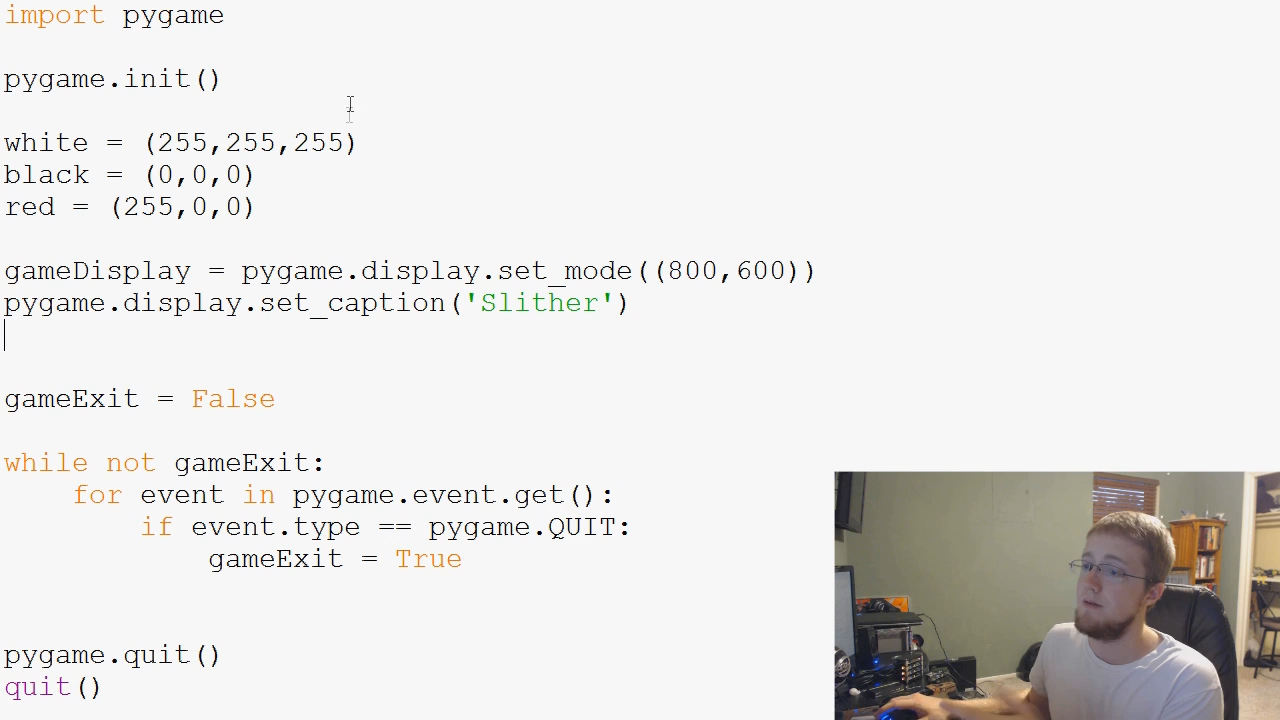 import pygame
pygame.init()
white = (255,255,255)
black = (0,0,0)
red = (255,0,0)
gameDisplay = pygame.display.set_mode((800,600))
pygame.display.set_caption('Slither')
gameExit = False
while not gameExit:
    for event in pygame.event.get():
        if event.type == pygame.QUIT:
            gameExit = True
pygame.quit()
quit()